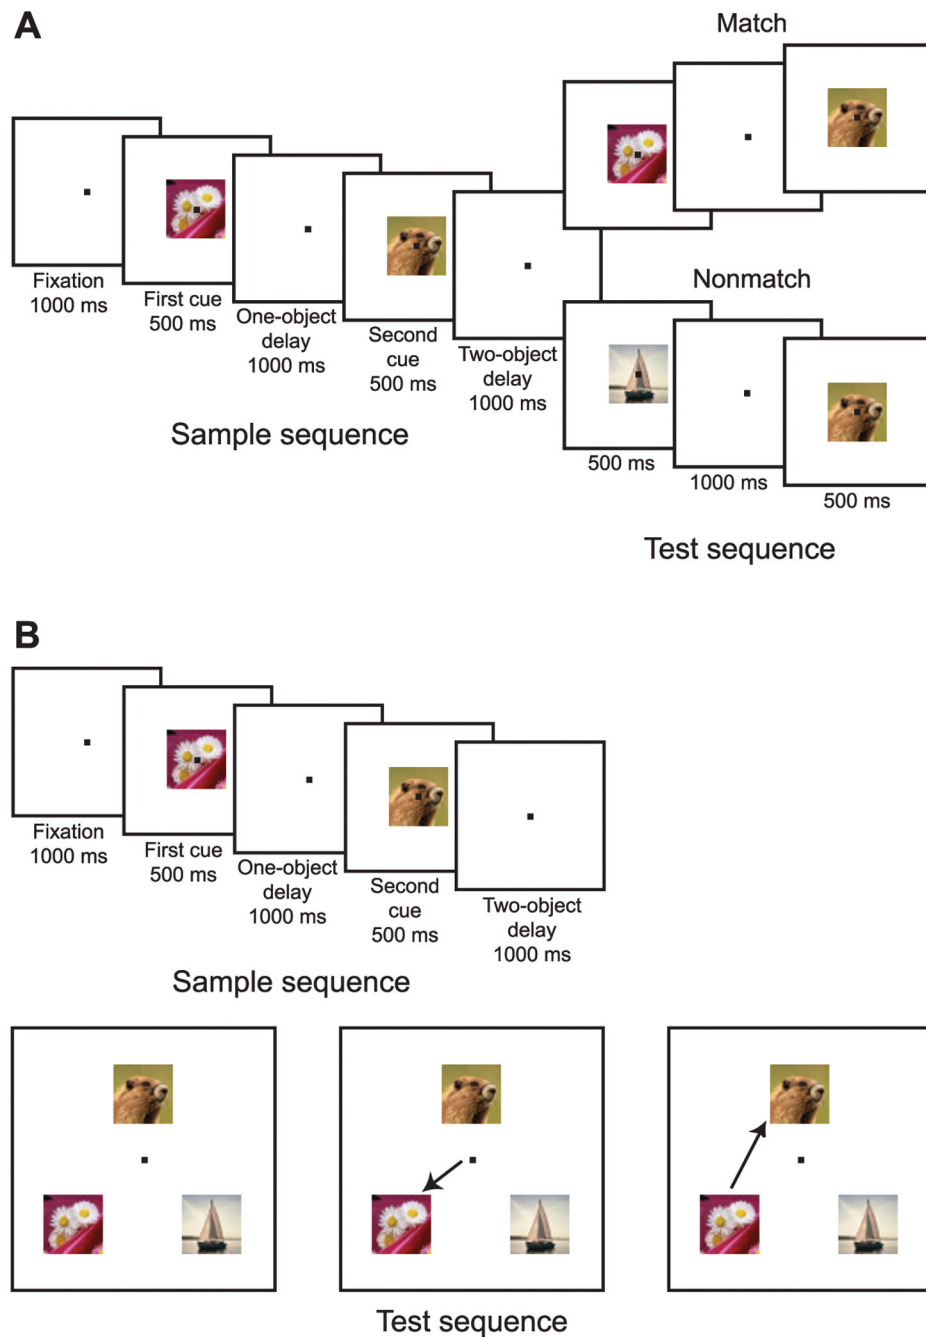 A
Match
Fixation
1000 ms
First cue
500 ms
One-object
delay
1000 ms
Second
cue
500 ms
Two-object
delay
1000 ms
Sample sequence
Nonmatch
500 ms
1000 ms
500 ms
Test sequence
B
Fixation
1000 ms
First cue
500 ms
One-object
delay
1000 ms
Second
cue
500 ms
Two-object
delay
1000 ms
Sample sequence
Test sequence